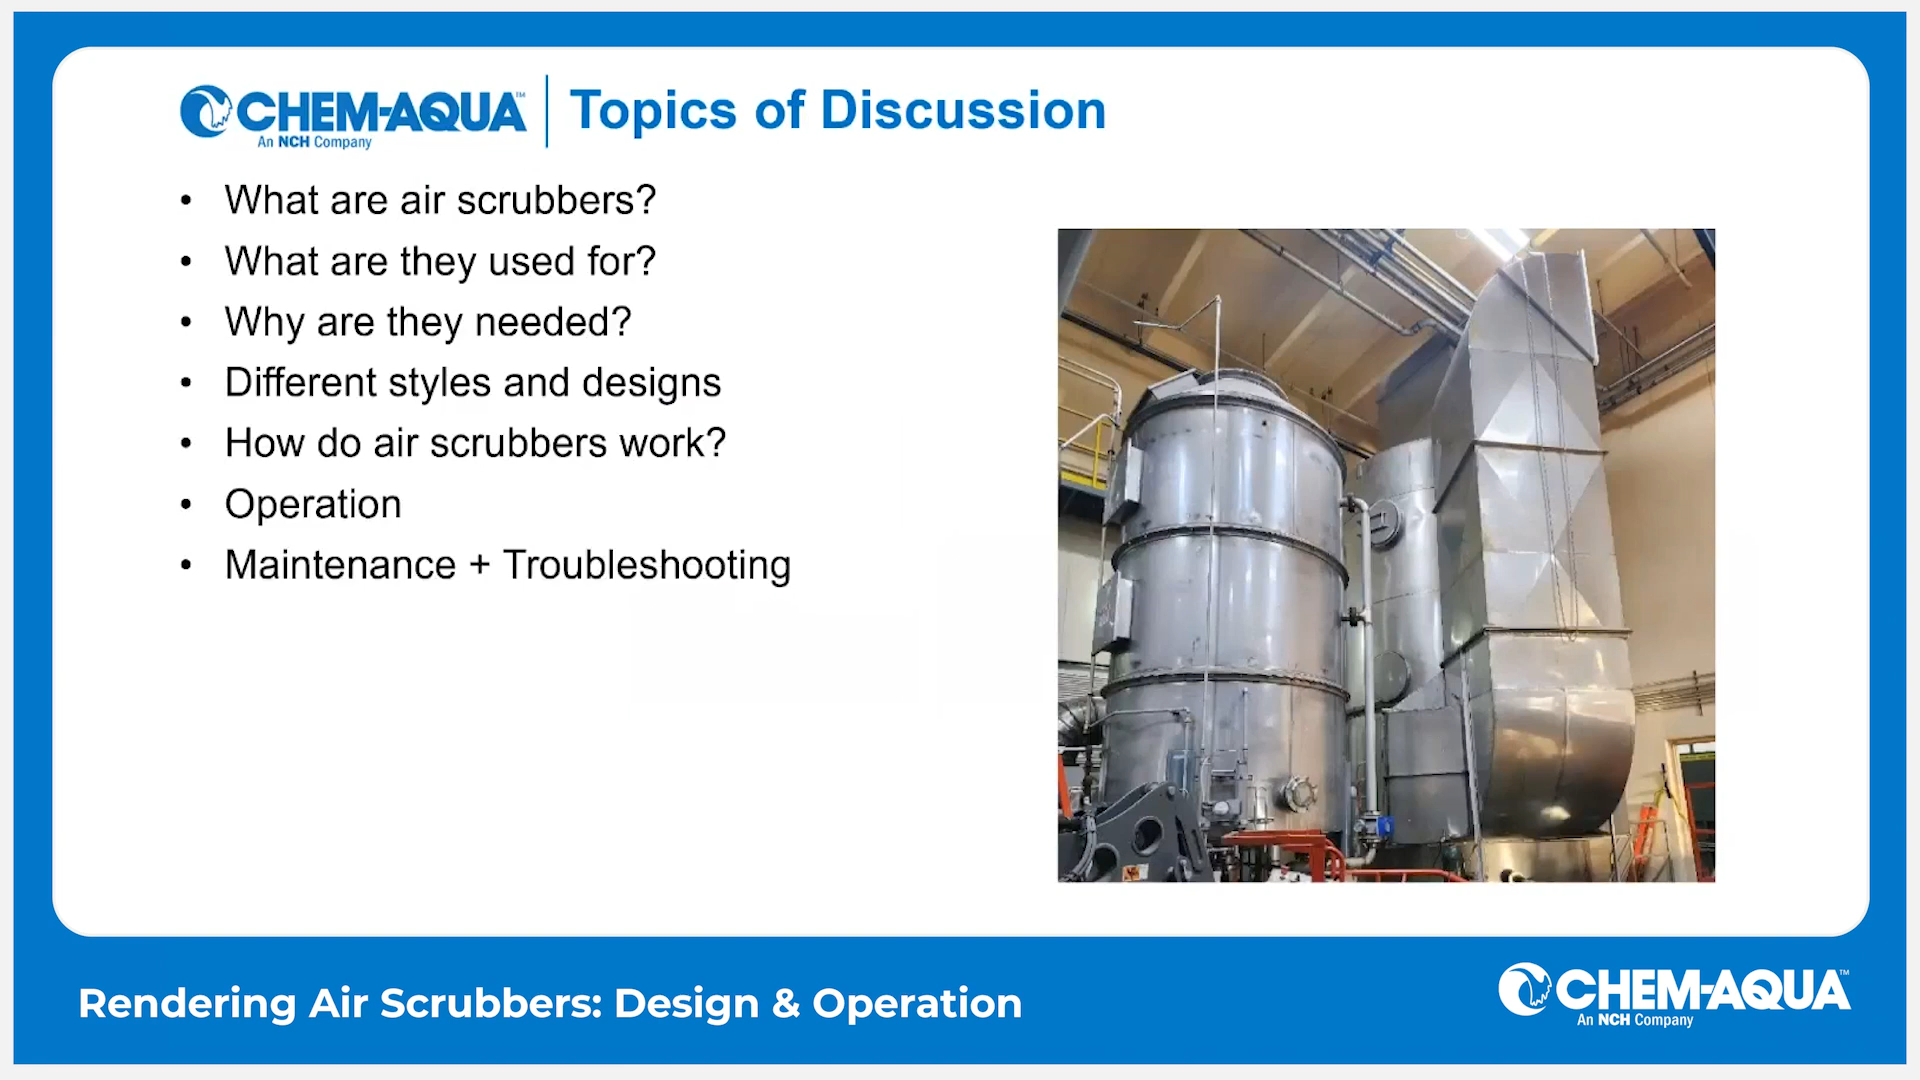 CHEM-AQUA™
An NCH Company
Topics of Discussion
• What are air scrubbers?
• What are they used for?
• Why are they needed?
• Different styles and designs
• How do air scrubbers work?
• Operation
• Maintenance + Troubleshooting
Rendering Air Scrubbers: Design & Operation
CHEM-AQUA™
An NCH Company